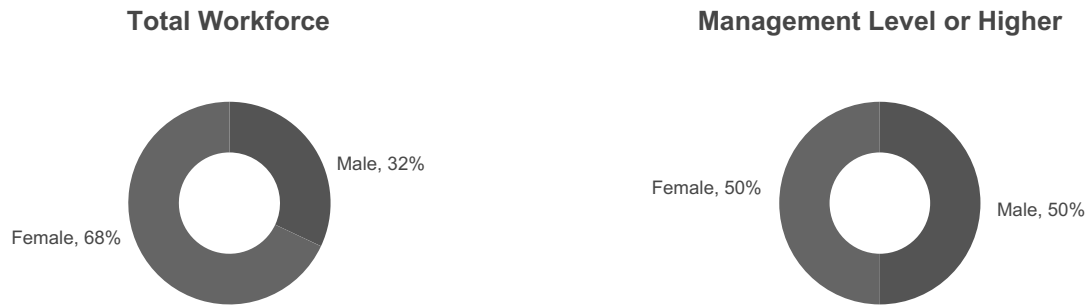 Total Workforce
Management Level or Higher
Male, 32%
Female, 68%
Female, 50%
Male, 50%